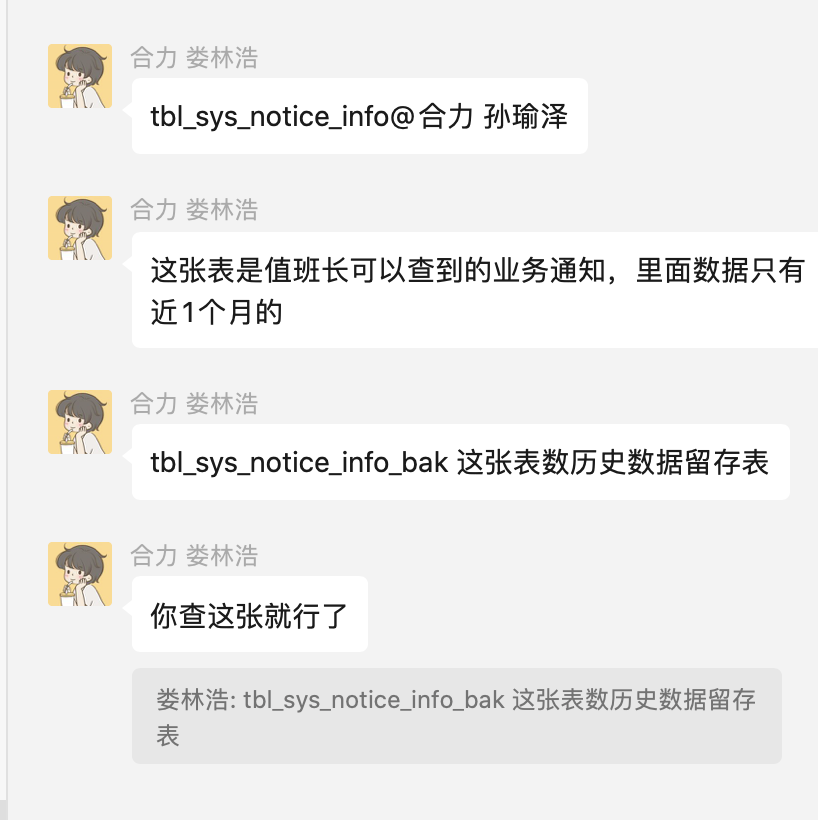 合力 娄林浩
tbl_sys_notice_info@合力 孙瑜泽
合力 娄林浩
这张表是值班长可以查到的业务通知，里面数据只有
近1个月的
合力 娄林浩
tbl_sys_notice_info_bak 这张表数历史数据留存表
合力 娄林浩
你查这张就行了
娄林浩: tbl_sys_notice_info_bak 这张表数历史数据留存
表